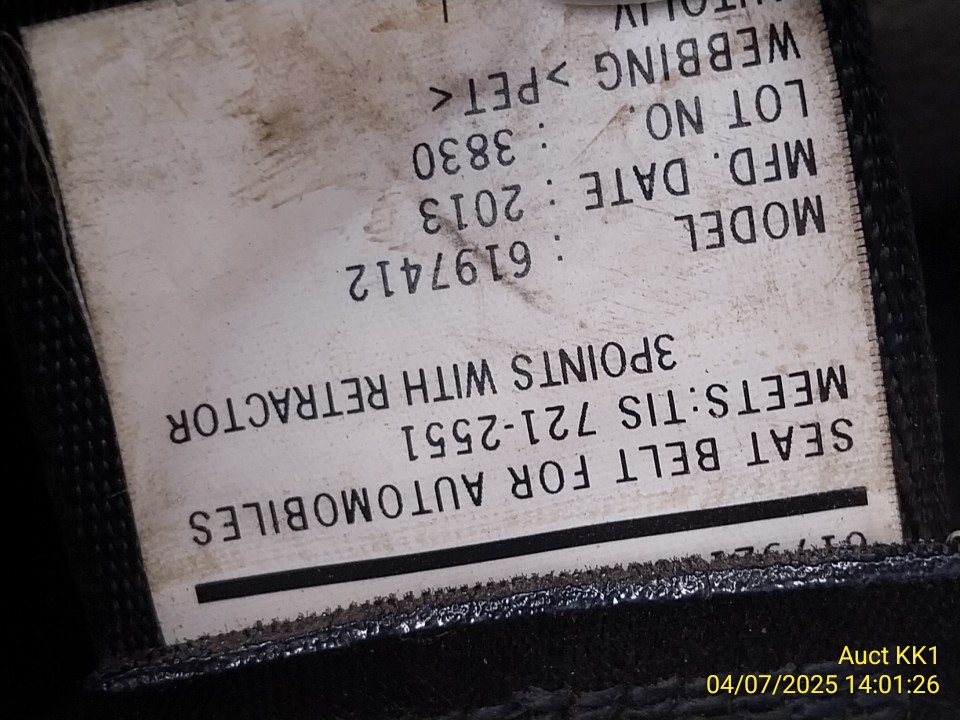 SEAT BELT FOR AUTOMOBILES
MEETS:TIS 721-2551
3POINTS WITH RETRACTOR
MODEL : 6197412
MFD. DATE : 2013
LOT NO. : 3830
WEBBING >PET<
AUTOLIV
Auct KK1
04/07/2025 14:01:26